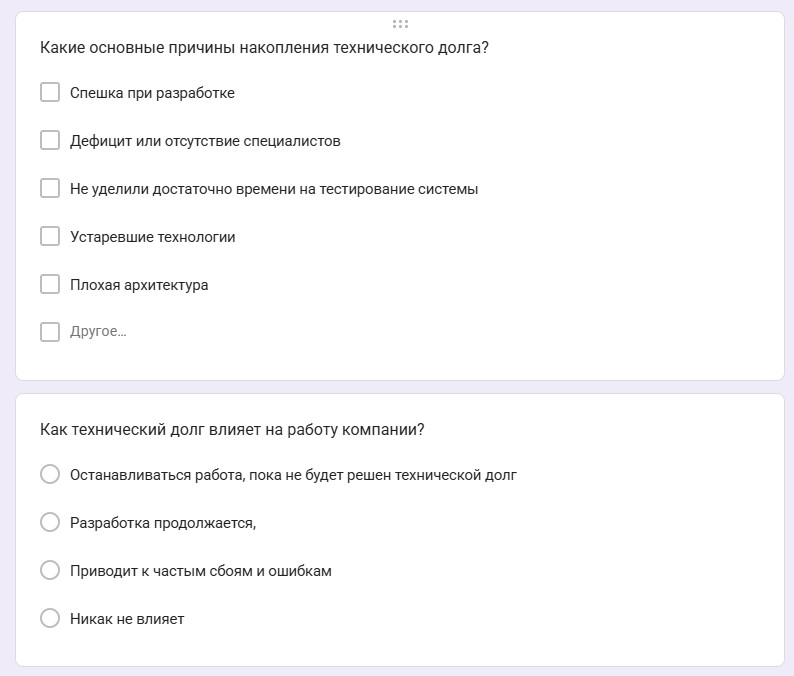 Какие основные причины накопления технического долга?
Спешка при разработке
Дефицит или отсутствие специалистов
Не уделили достаточно времени на тестирование системы
Устаревшие технологии
Плохая архитектура
Другое...
Как технический долг влияет на работу компании?
Останавливаться работа, пока не будет решен технической долг
Разработка продолжается,
Приводит к частым сбоям и ошибкам
Никак не влияет